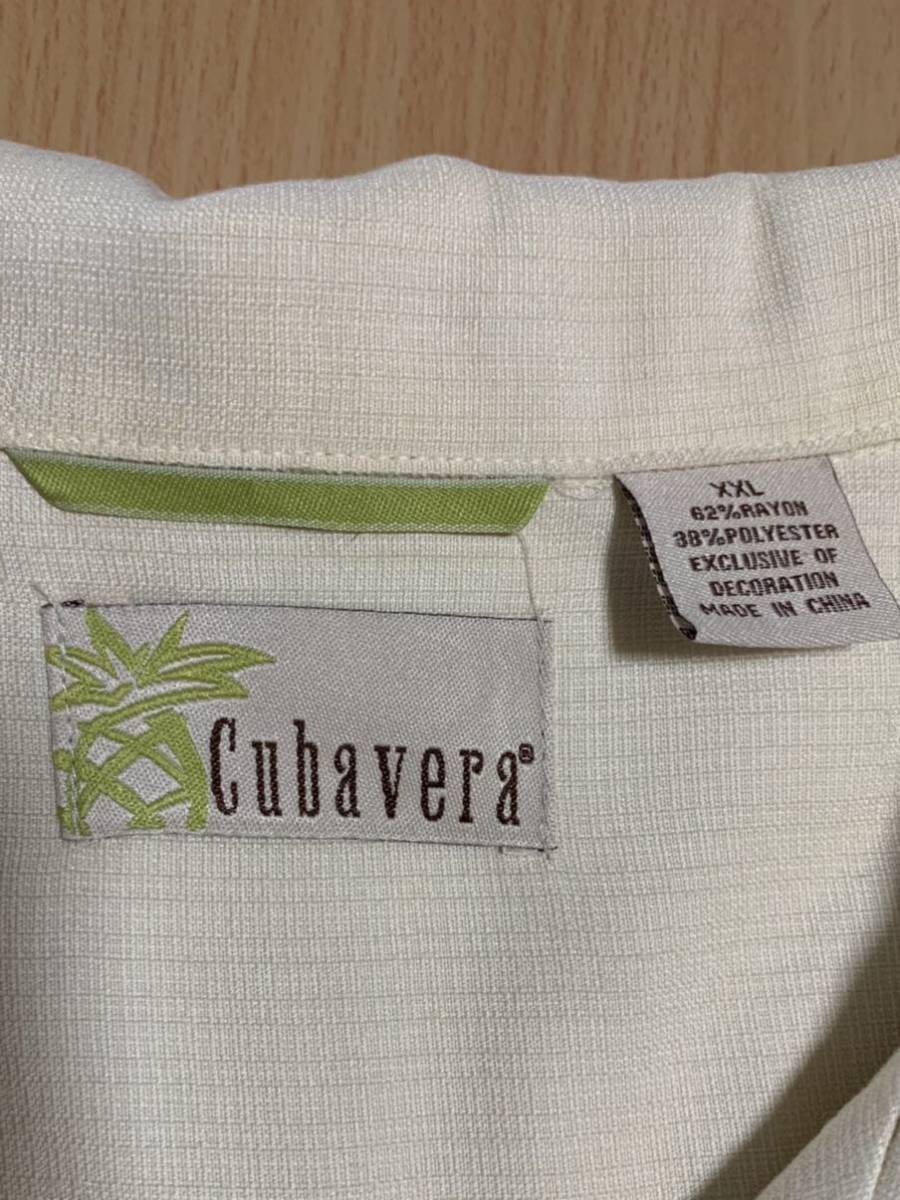 XXL
62%RAYON
38%POLYESTER
EXCLUSIVE OF
DECORATION
MADE IN CHINA
Cubavera®